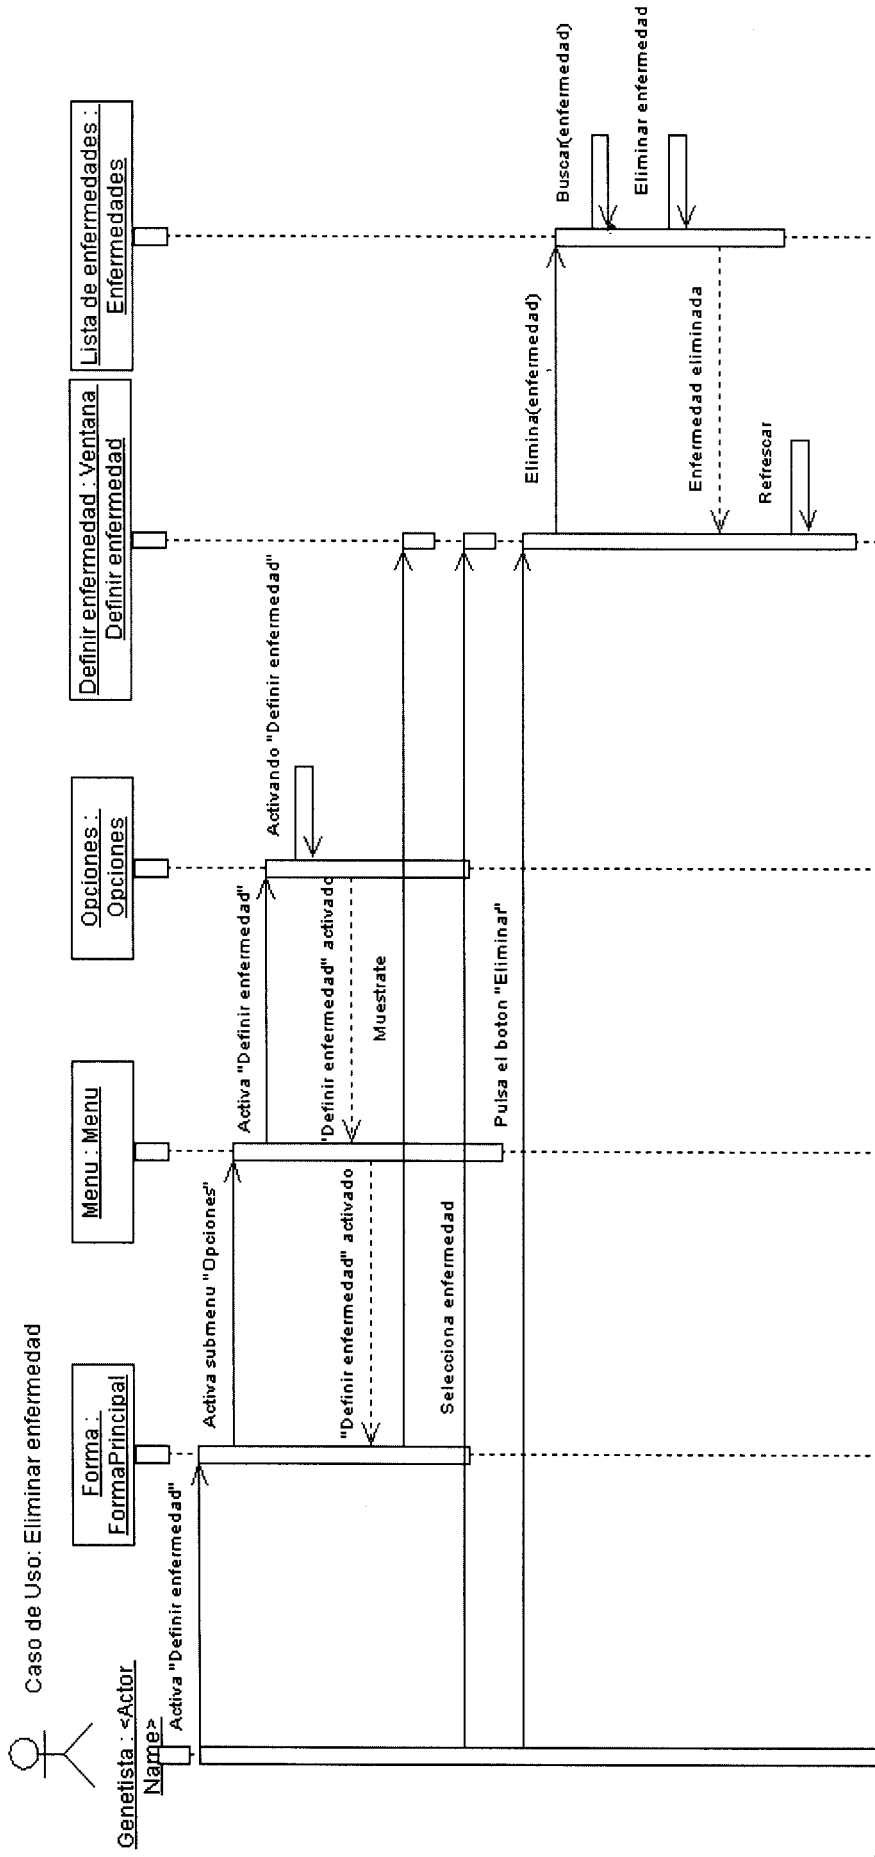 Caso de Uso: Eliminar enfermedad
Genetista : <Actor
Name>
Forma :
FormaPrincipal
Menu : Menu
Opciones :
Opciones
Definir enfermedad : Ventana
Definir enfermedad
Lista de enfermedades :
Enfermedades
Activa "Definir enfermedad"
Activa submenu "Opciones"
Activa "Definir enfermedad"
Activando "Definir enfermedad"
"Definir enfermedad" activado
"Definir enfermedad" activado
Muestrate
Selecciona enfermedad
Pulsa el boton "Eliminar"
Elimina(enfermedad)
Buscar(enfermedad)
Eliminar enfermedad
Enfermedad eliminada
Refrescar